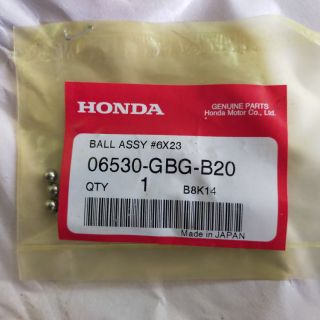 HONDA
GENUINE PARTS
Honda Motor Co., Ltd.
BALL ASSY #6X23
06530-GBG-B20
QTY 1 B8K14
Made in JAPAN